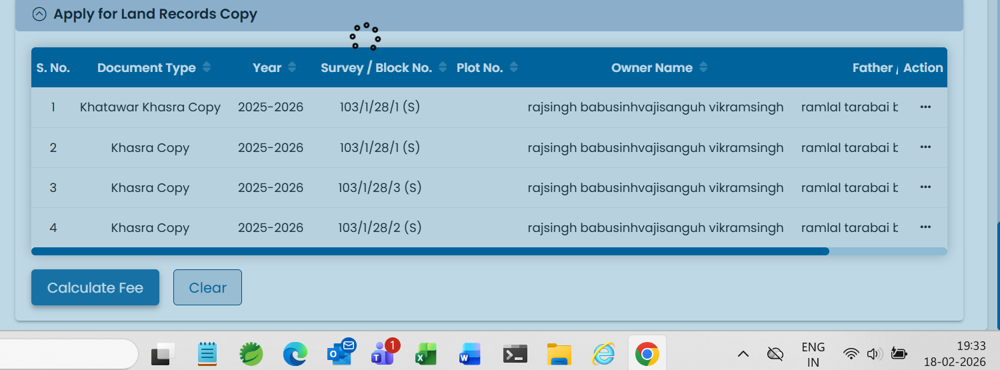 Apply for Land Records Copy
S. No. Document Type Year Survey / Block No. Plot No. Owner Name Father / Action
1 Khatawar Khasra Copy 2025-2026 103/1/28/1 (S) rajsingh babusinhvajisanguh vikramsingh ramlal tarabai b ...
2 Khasra Copy 2025-2026 103/1/28/1 (S) rajsingh babusinhvajisanguh vikramsingh ramlal tarabai b ...
3 Khasra Copy 2025-2026 103/1/28/3 (S) rajsingh babusinhvajisanguh vikramsingh ramlal tarabai b ...
4 Khasra Copy 2025-2026 103/1/28/2 (S) rajsingh babusinhvajisanguh vikramsingh ramlal tarabai b ...
Calculate Fee Clear
1
ENG
IN
19:33
18-02-2026